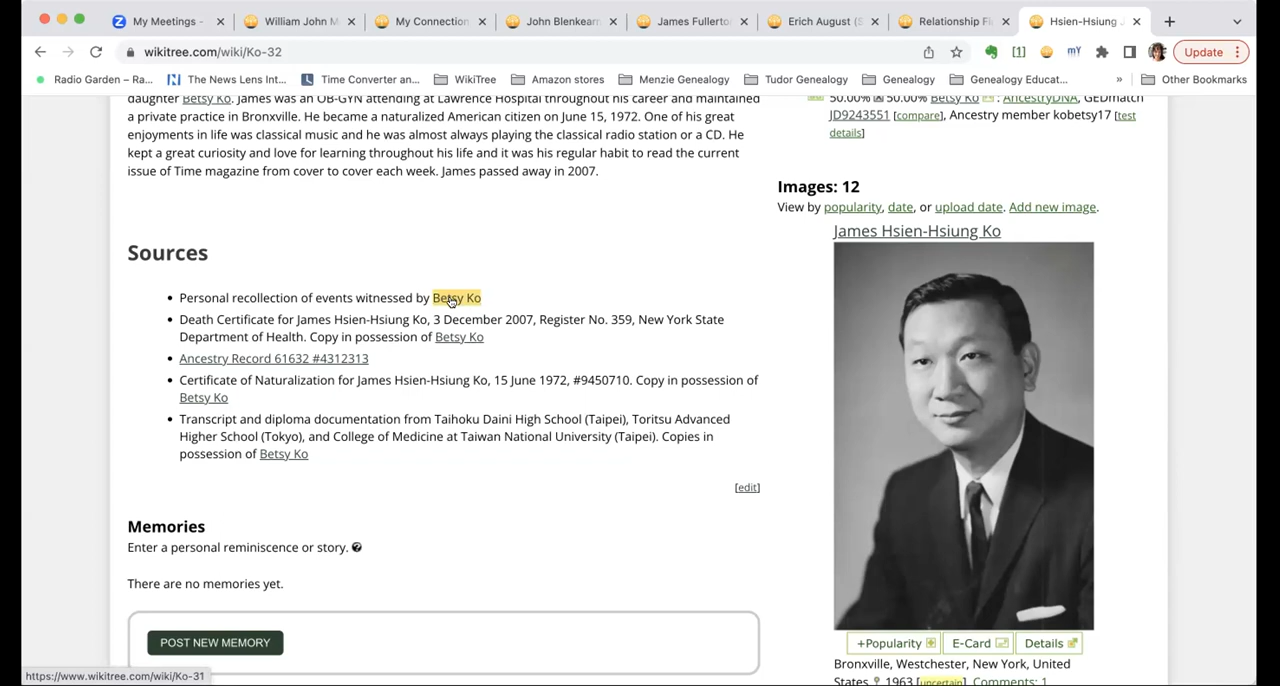 My Meetings -
William John M
My Connection
John Blenkearn
James Fullerto
Erich August (S
Relationship Fi
Hsien-Hsiung J
wikitree.com/wiki/Ko-32
Update
Radio Garden – Ra...
The News Lens Int...
Time Converter an...
WikiTree
Amazon stores
Menzie Genealogy
Tudor Genealogy
Genealogy
Genealogy Educat...
»
Other Bookmarks
daughter Betsy Ko. James was an OB-GYN attending at Lawrence Hospital throughout his career and maintained
a private practice in Bronxville. He became a naturalized American citizen on June 15, 1972. One of his great
enjoyments in life was classical music and he was almost always playing the classical radio station or a CD. He
kept a great curiosity and love for learning throughout his life and it was his regular habit to read the current
issue of Time magazine from cover to cover each week. James passed away in 2007.
Sources
• Personal recollection of events witnessed by Betsy Ko
• Death Certificate for James Hsien-Hsiung Ko, 3 December 2007, Register No. 359, New York State
Department of Health. Copy in possession of Betsy Ko
• Ancestry Record 61632 #4312313
• Certificate of Naturalization for James Hsien-Hsiung Ko, 15 June 1972, #9450710. Copy in possession of
Betsy Ko
• Transcript and diploma documentation from Taihoku Daini High School (Taipei), Toritsu Advanced
Higher School (Tokyo), and College of Medicine at Taiwan National University (Taipei). Copies in
possession of Betsy Ko
[edit]
Memories
Enter a personal reminiscence or story.
There are no memories yet.
POST NEW MEMORY
50.00% 50.00% Betsy Ko : AncestryDNA, GEDmatch
JD9243551 [compare], Ancestry member kobetsy17 [test
details]
Images: 12
View by popularity, date, or upload date. Add new image.
James Hsien-Hsiung Ko
+Popularity
E-Card
Details
Bronxville, Westchester, New York, United
States 1963 [uncertain]. Comments: 1
https://www.wikitree.com/wiki/Ko-31